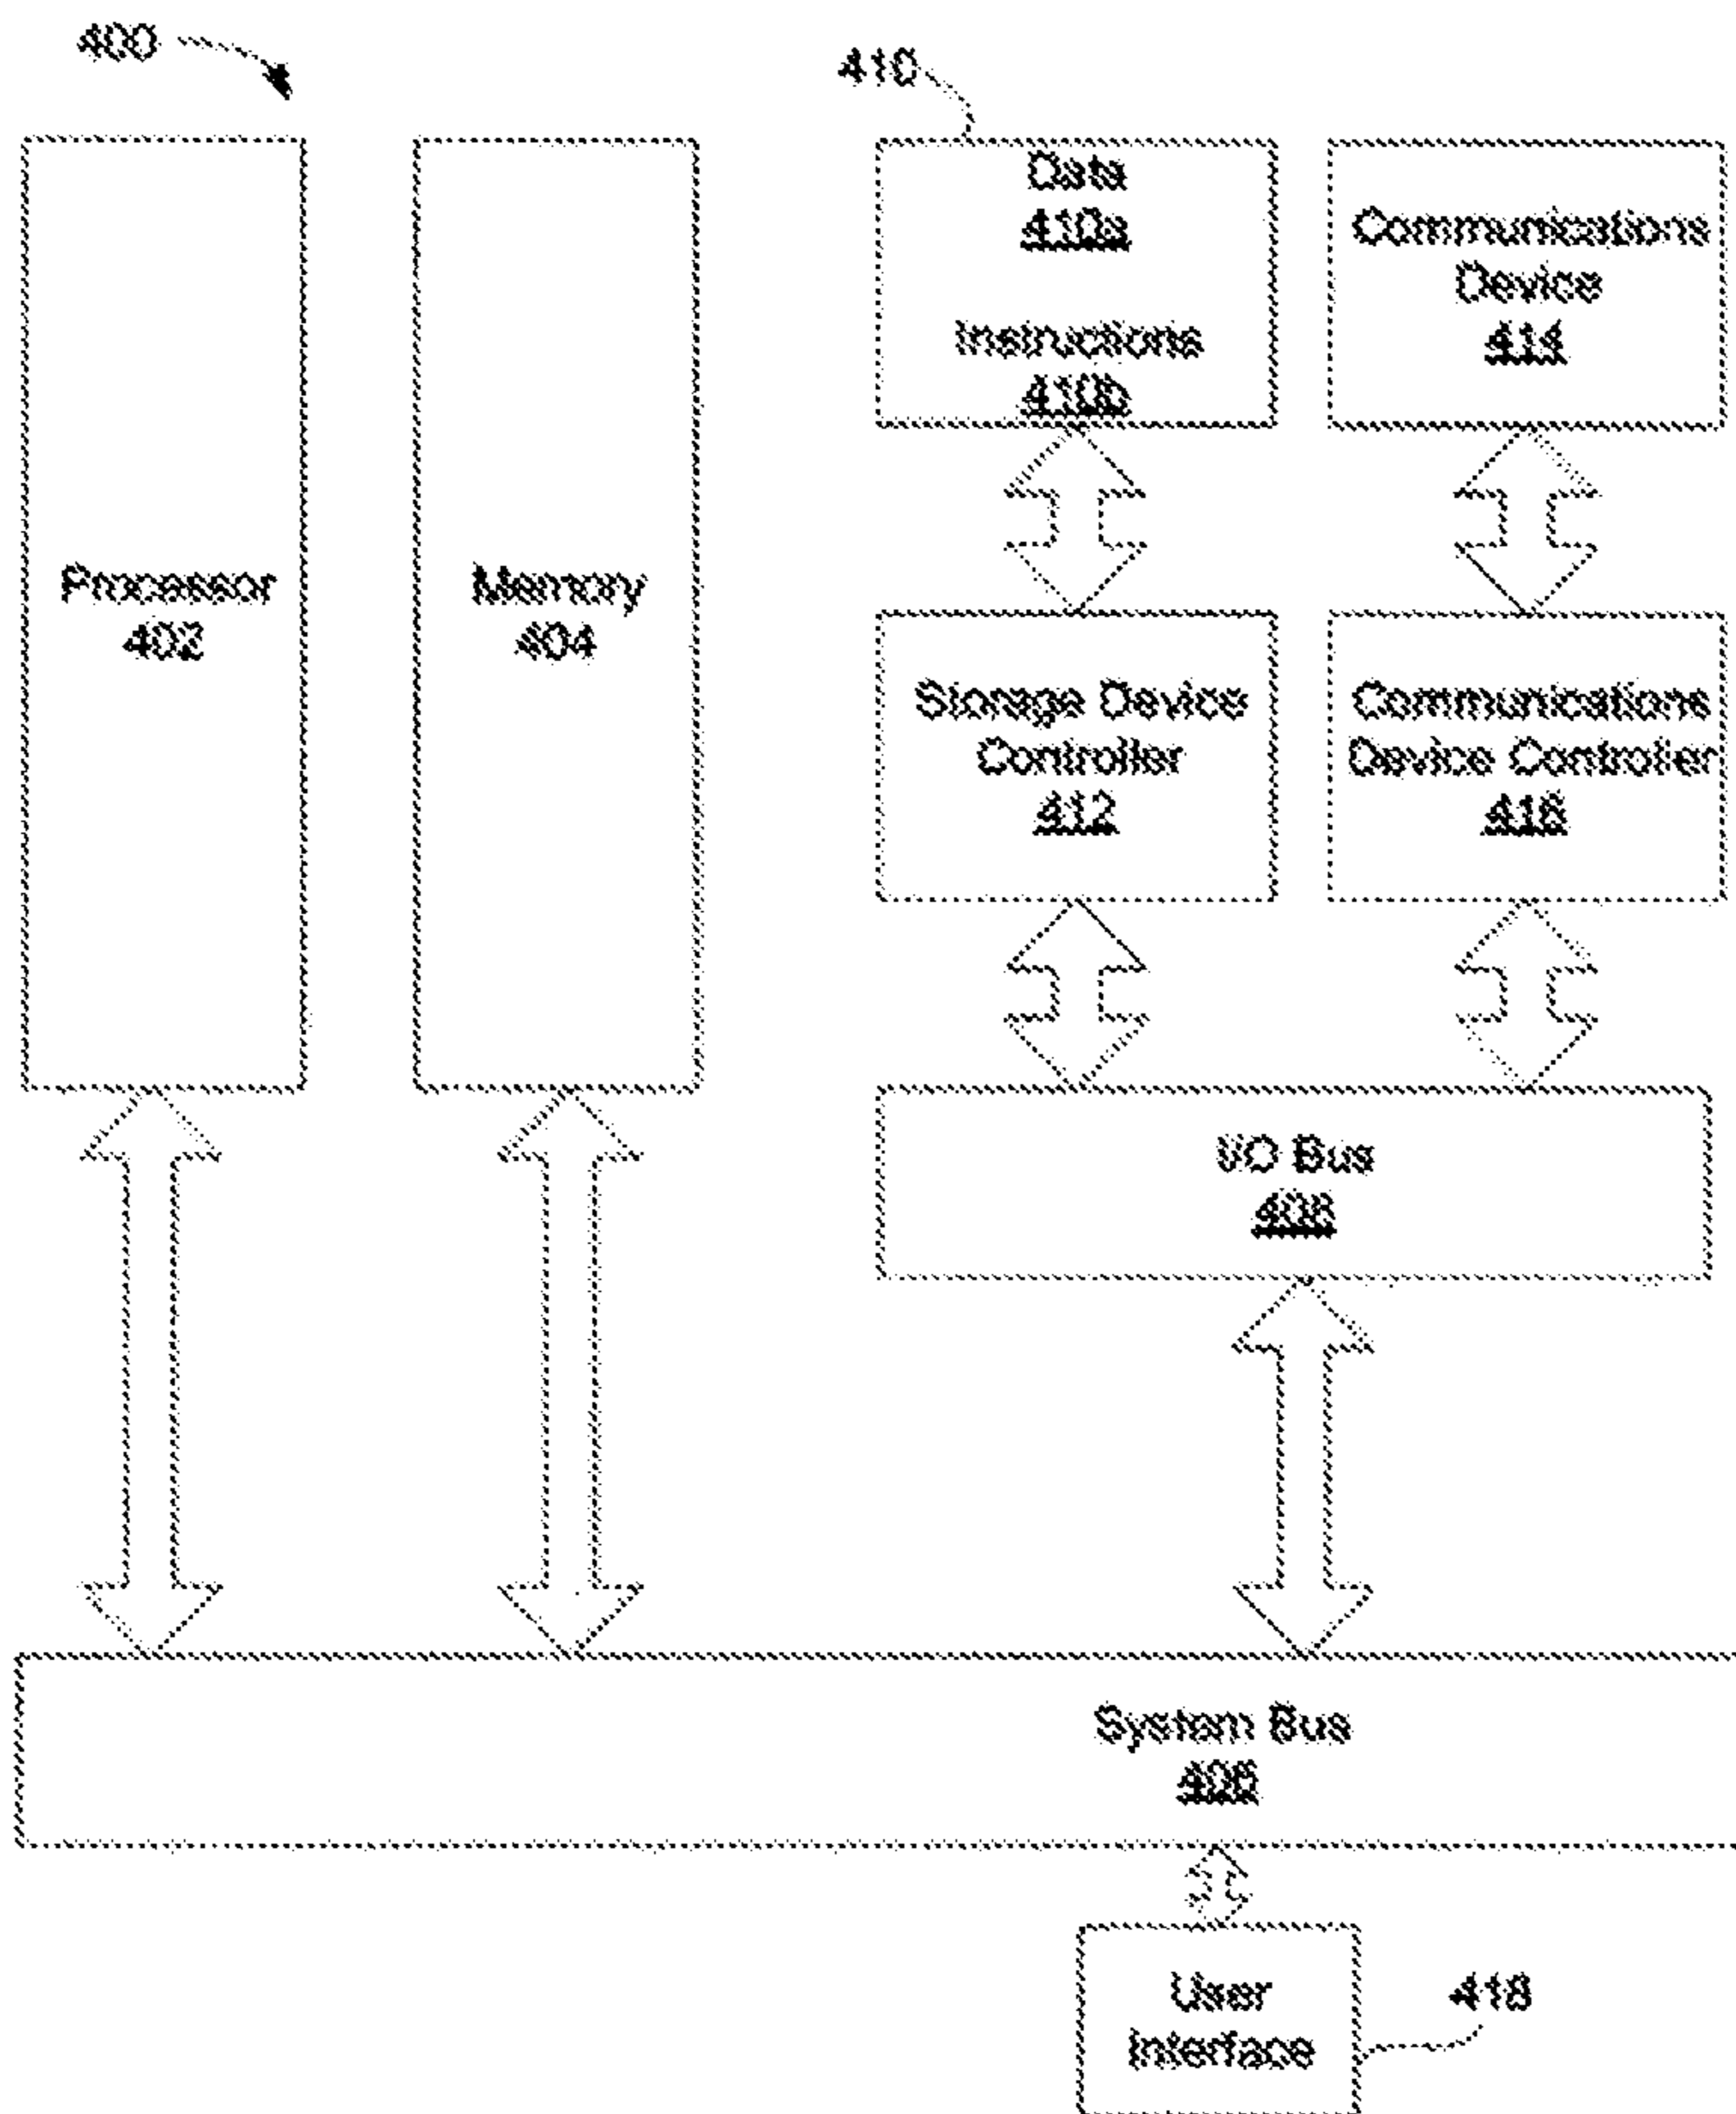 400
410
Data
410a
Instructions
410b
Communications
Device
414
Processor
402
Memory
404
Storage Device
Controller
412
Communications
Device Controller
416
I/O Bus
408
System Bus
406
User
Interface
418